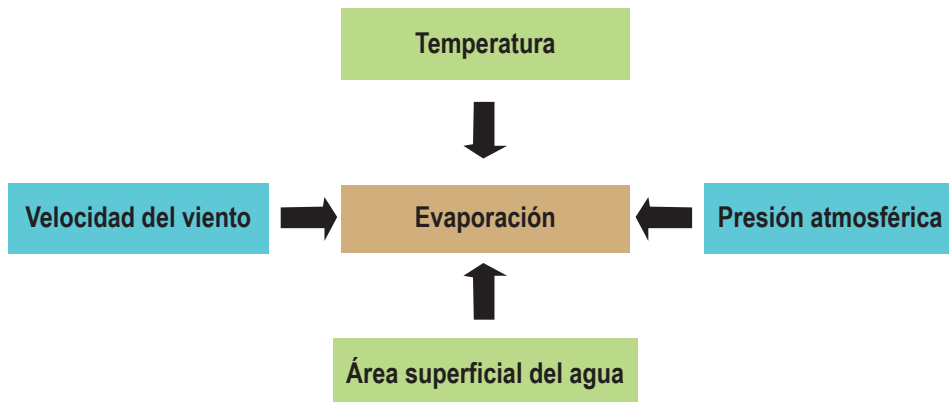 Temperatura
Velocidad del viento
Evaporación
Presión atmosférica
Área superficial del agua